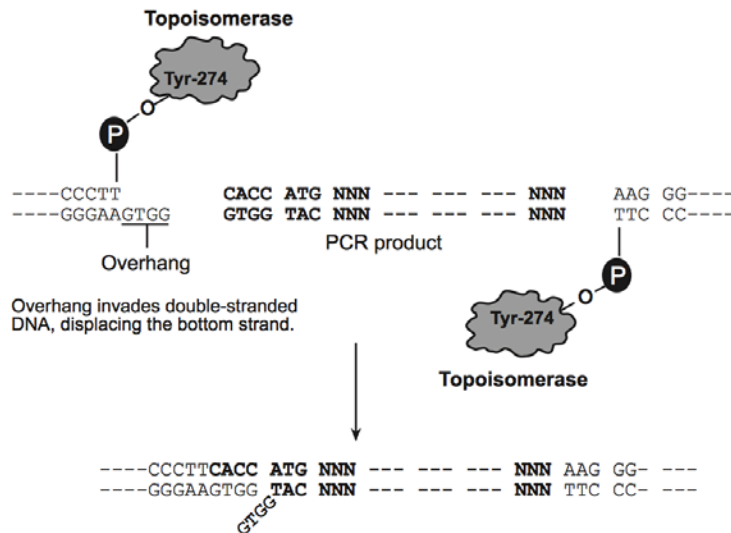 Topoisomerase
Tyr-274
O
P
----CCCTT CACC ATG NNN --- --- --- NNN AAG GG----
----GGGAAGTGG GTGG TAC NNN --- --- --- NNN TTC CC----
PCR product
Overhang
P
O
Overhang invades double-stranded
DNA, displacing the bottom strand.
Tyr-274
Topoisomerase
----CCCTTCACC ATG NNN --- --- --- NNN AAG GG- ---
----GGGAAGTGG TAC NNN --- --- --- NNN TTC CC- ---
GTGG